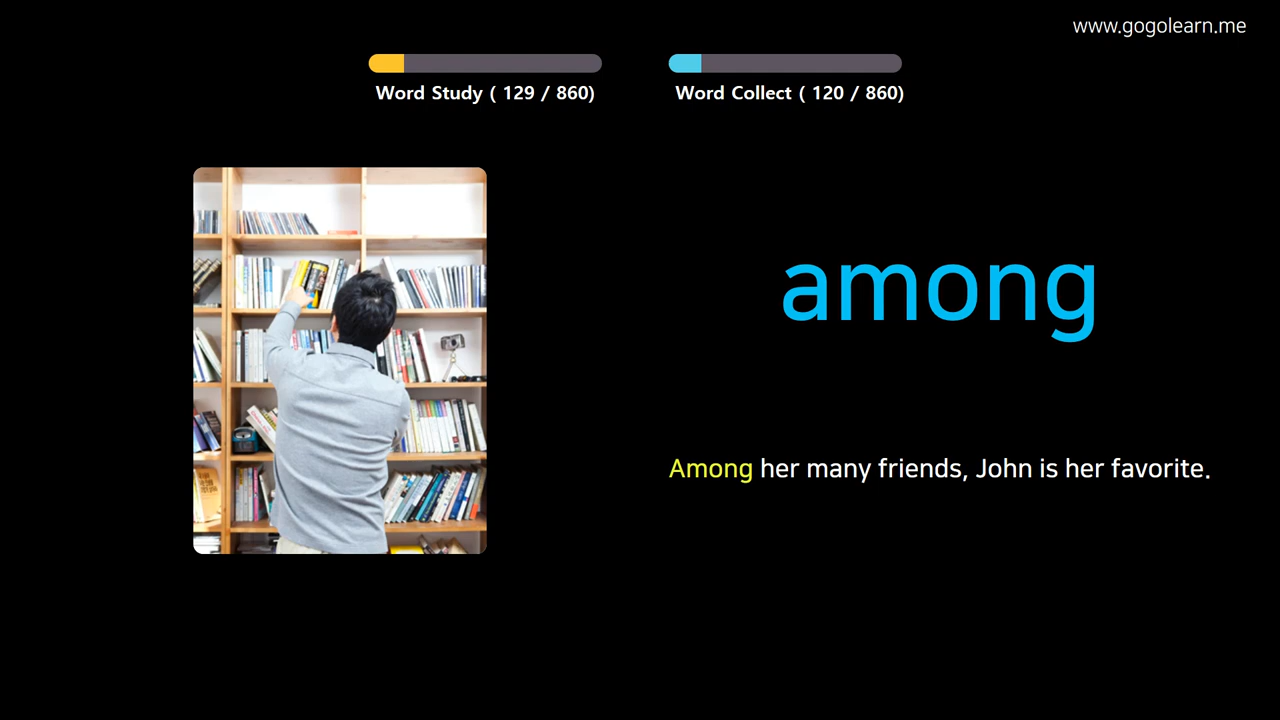 www.gogolearn.me
Word Study ( 129 / 860)
Word Collect ( 120 / 860)
among
Among her many friends, John is her favorite.